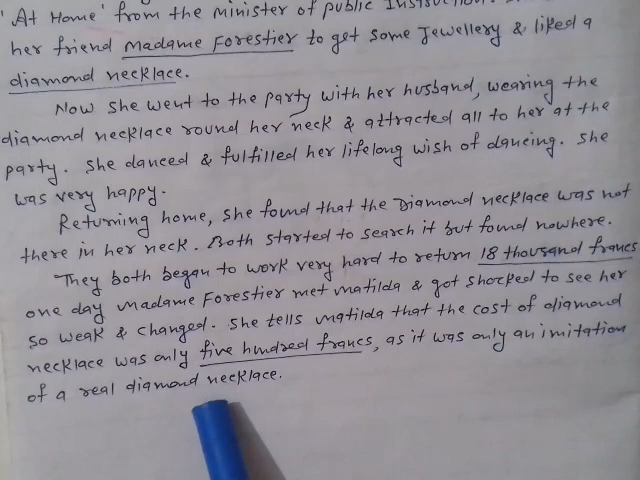 'At Home' from the minister of public Instruction.
her friend Madame Forestier to get some Jewellery & liked a
diamond necklace.
Now she went to the party with her husband, wearing the
diamond necklace round her neck & attracted all to her at the
party. She danced & fulfilled her lifelong wish of dancing. She
was very happy.
Returning home, she found that the Diamond necklace was not
there in her neck. Both started to search it but found nowhere.
They both began to work very hard to return 18 thousand francs
one day Madame Forestier met Matilda & got shocked to see her
so weak & changed. She tells Matilda that the cost of diamond
necklace was only five hundred francs, as it was only an imitation
of a real diamond necklace.